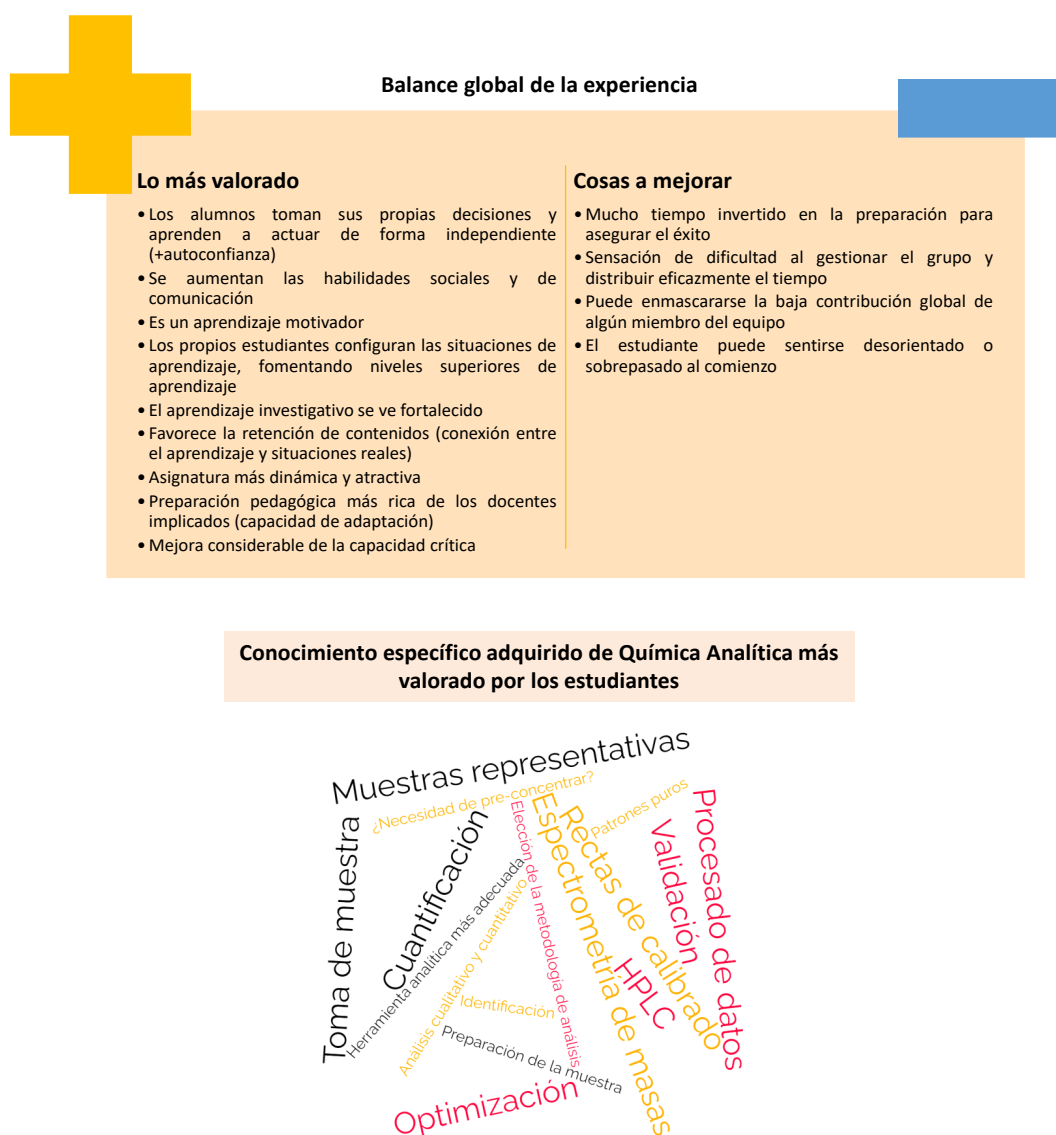 Balance global de la experiencia
Lo más valorado
• Los alumnos toman sus propias decisiones y
aprenden a actuar de forma independiente
(+autoconfianza)
• Se aumentan las habilidades sociales y de
comunicación
• Es un aprendizaje motivador
• Los propios estudiantes configuran las situaciones de
aprendizaje, fomentando niveles superiores de
aprendizaje
• El aprendizaje investigativo se ve fortalecido
• Favorece la retención de contenidos (conexión entre
el aprendizaje y situaciones reales)
• Asignatura más dinámica y atractiva
• Preparación pedagógica más rica de los docentes
implicados (capacidad de adaptación)
• Mejora considerable de la capacidad crítica
Cosas a mejorar
• Mucho tiempo invertido en la preparación para
asegurar el éxito
• Sensación de dificultad al gestionar el grupo y
distribuir eficazmente el tiempo
• Puede enmascararse la baja contribución global de
algún miembro del equipo
• El estudiante puede sentirse desorientado o
sobrepasado al comienzo
Conocimiento específico adquirido de Química Analítica más
valorado por los estudiantes
Muestras representativas
¿Necesidad de pre-concentrar?
Toma de muestra
Cuantificación
Herramienta analítica más adecuada
Análisis cualitativo y cuantitativo
Elección de la metodología de análisis
Espectrometría de masas
Rectas de calibrado
Patrones puros
Validación
Procesado de datos
HPLC
Identificación
Preparación de la muestra
Optimización